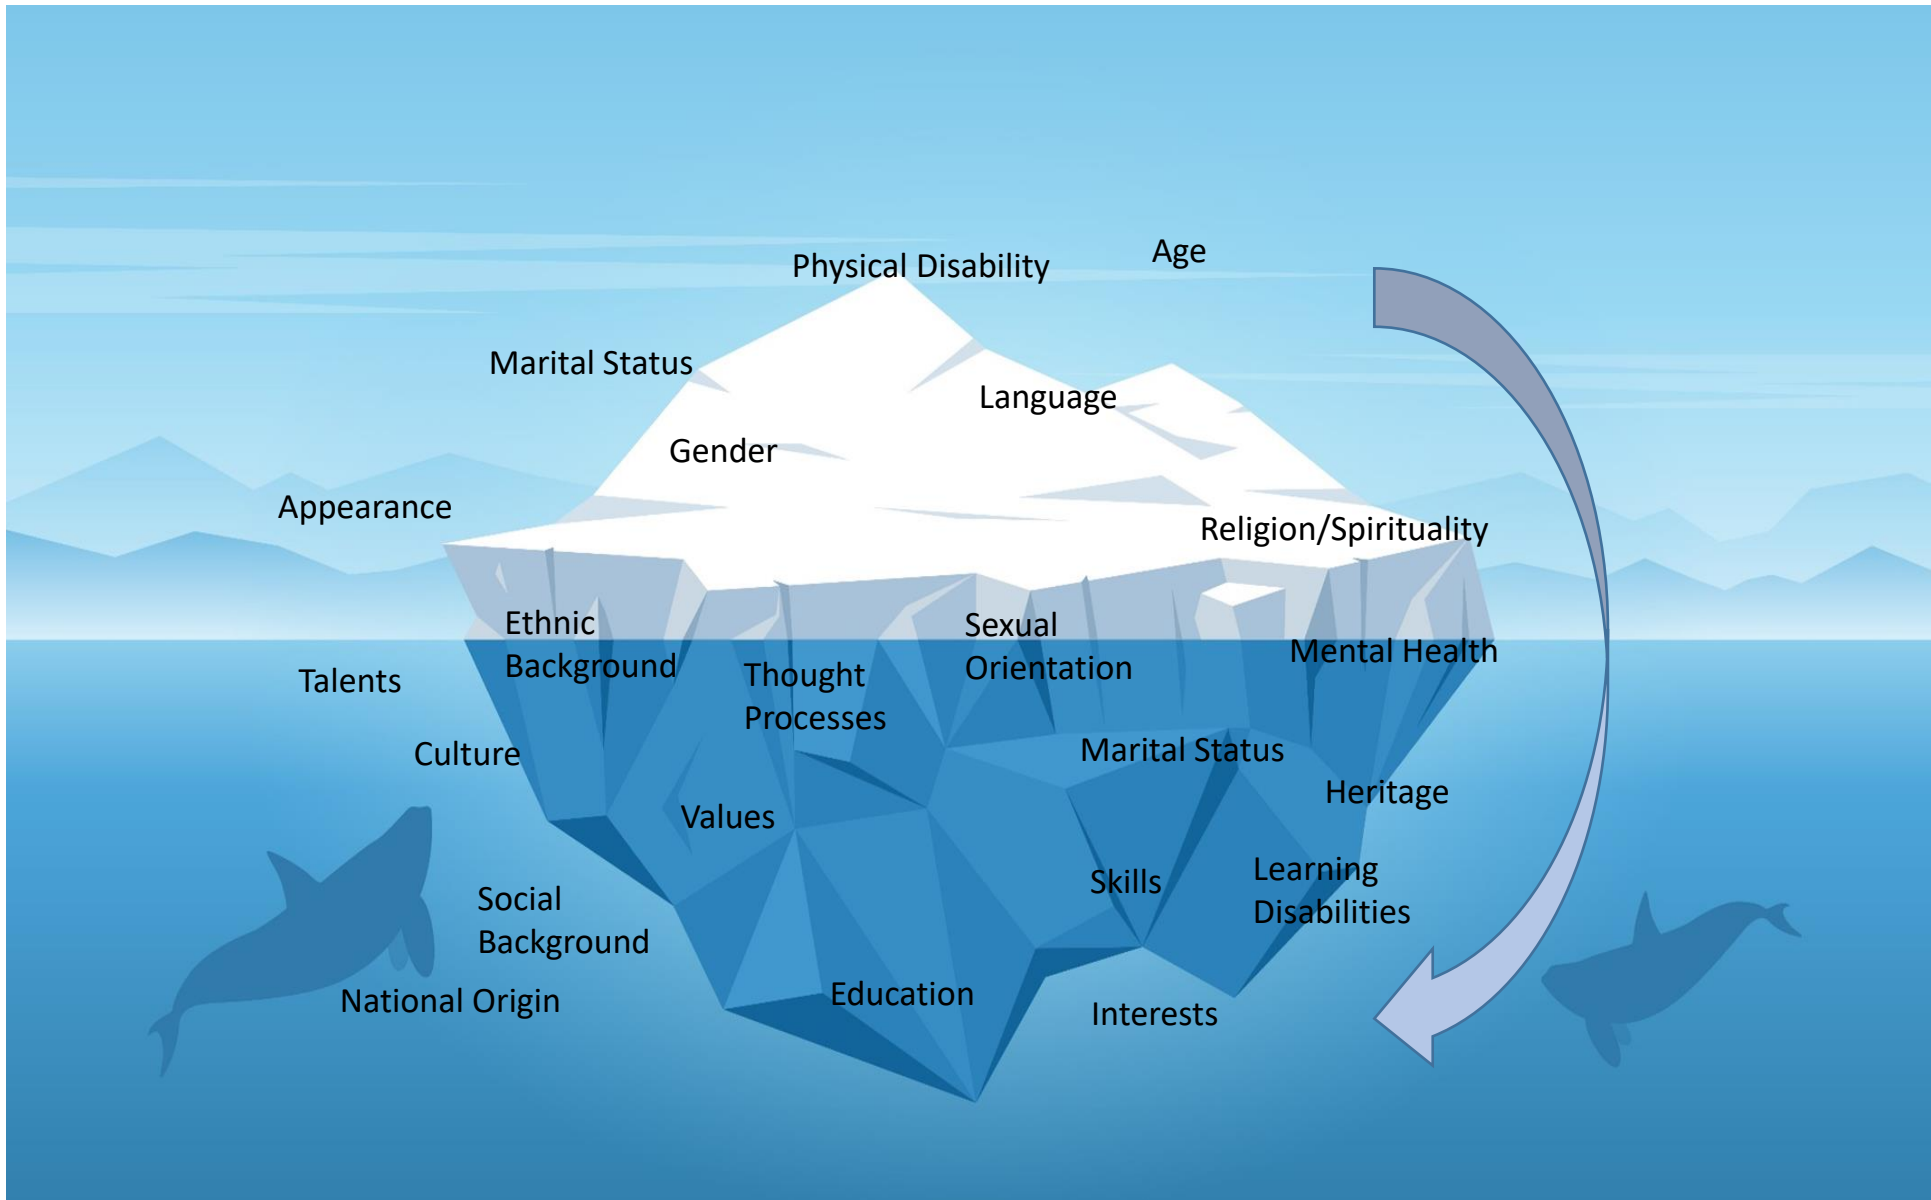 Age
Physical Disability
Marital Status
Language
Gender
Appearance
Religion/Spirituality
Ethnic
Background
Sexual
Orientation
Mental Health
Talents
Thought
Processes
Culture
Marital Status
Heritage
Values
Skills
Learning
Disabilities
Social
Background
National Origin
Education
Interests